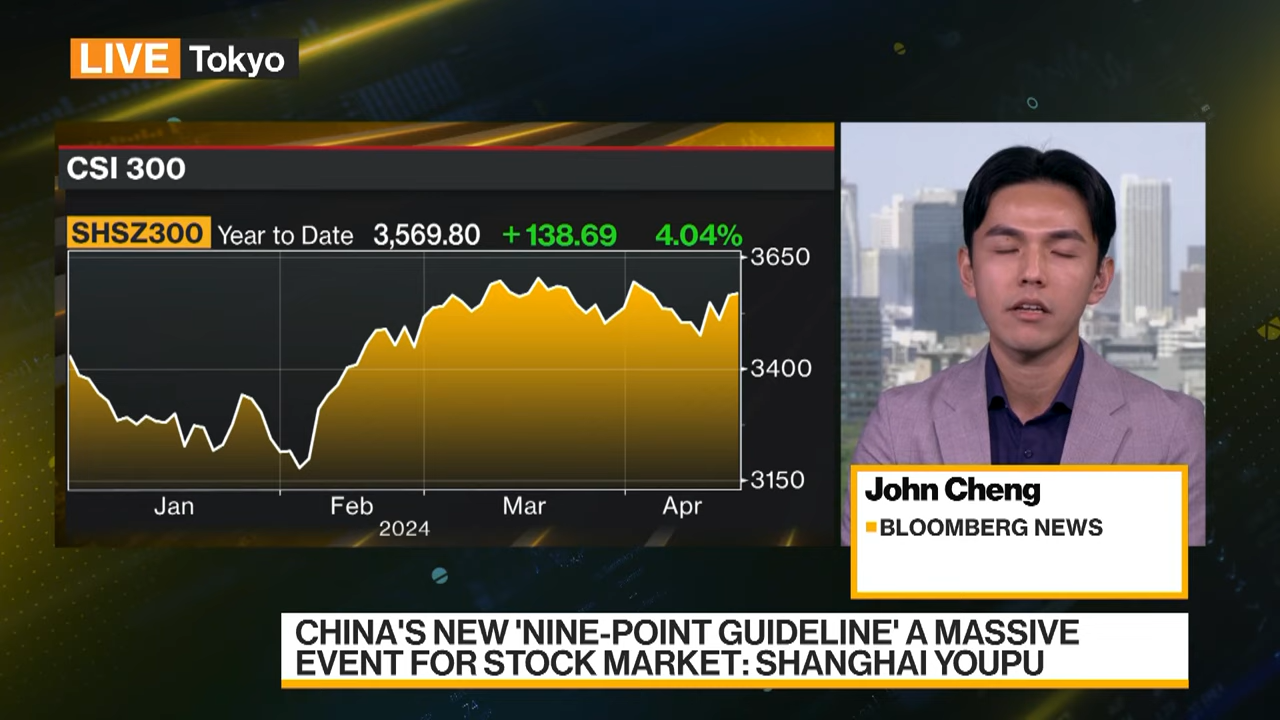 LIVE Tokyo
CSI 300
SHSZ300 Year to Date 3,569.80 +138.69 4.04%
3650
3400
3150
Jan Feb Mar Apr
2024
John Cheng
BLOOMBERG NEWS
CHINA'S NEW 'NINE-POINT GUIDELINE' A MASSIVE
EVENT FOR STOCK MARKET: SHANGHAI YOUPU